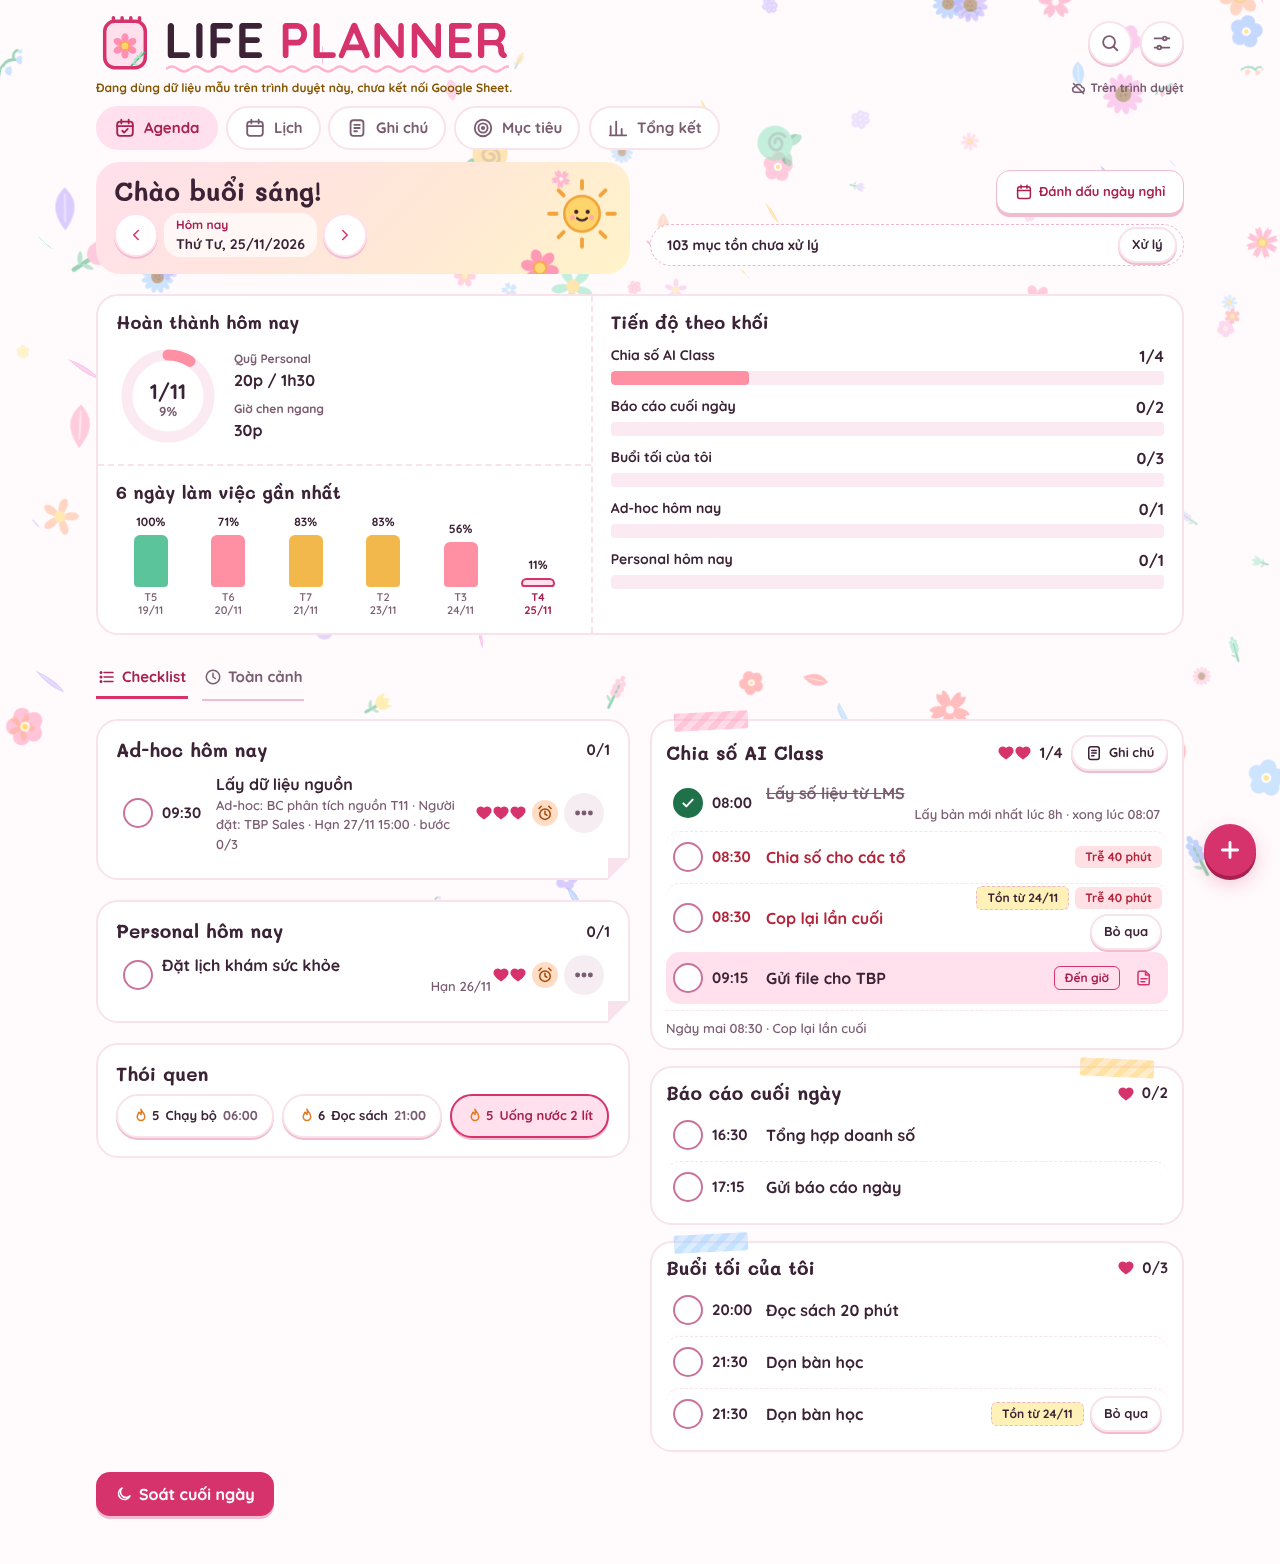 LIFE PLANNER
Đang dùng dữ liệu mẫu trên trình duyệt này, chưa kết nối Google Sheet.
Trên trình duyệt
Agenda
Lịch
Ghi chú
Mục tiêu
Tổng kết
Chào buổi sáng!
Hôm nay
Thứ Tư, 25/11/2026
Đánh dấu ngày nghỉ
103 mục tồn chưa xử lý
Xử lý
Hoàn thành hôm nay
1/11
9%
Quỹ Personal
20p / 1h30
Giờ chen ngang
30p
6 ngày làm việc gần nhất
100%
71%
83%
83%
56%
11%
T5
19/11
T6
20/11
T7
21/11
T2
23/11
T3
24/11
T4
25/11
Tiến độ theo khối
Chia số AI Class 1/4
Báo cáo cuối ngày 0/2
Buổi tối của tôi 0/3
Ad-hoc hôm nay 0/1
Personal hôm nay 0/1
Checklist
Toàn cảnh
Ad-hoc hôm nay 0/1
09:30
Lấy dữ liệu nguồn
Ad-hoc: BC phân tích nguồn T11 · Người
đặt: TBP Sales · Hạn 27/11 15:00 · bước
0/3
Personal hôm nay 0/1
Đặt lịch khám sức khỏe
Hạn 26/11
Thói quen
5 Chạy bộ 06:00
6 Đọc sách 21:00
5 Uống nước 2 lít
Chia số AI Class 1/4 Ghi chú
08:00 Lấy số liệu từ LMS
Lấy bản mới nhất lúc 8h · xong lúc 08:07
08:30 Chia số cho các tổ Trễ 40 phút
08:30 Cop lại lần cuối Tồn từ 24/11 Trễ 40 phút
Bỏ qua
09:15 Gửi file cho TBP Đến giờ
Ngày mai 08:30 · Cop lại lần cuối
Báo cáo cuối ngày 0/2
16:30 Tổng hợp doanh số
17:15 Gửi báo cáo ngày
Buổi tối của tôi 0/3
20:00 Đọc sách 20 phút
21:30 Dọn bàn học
21:30 Dọn bàn học Tồn từ 24/11 Bỏ qua
Soát cuối ngày